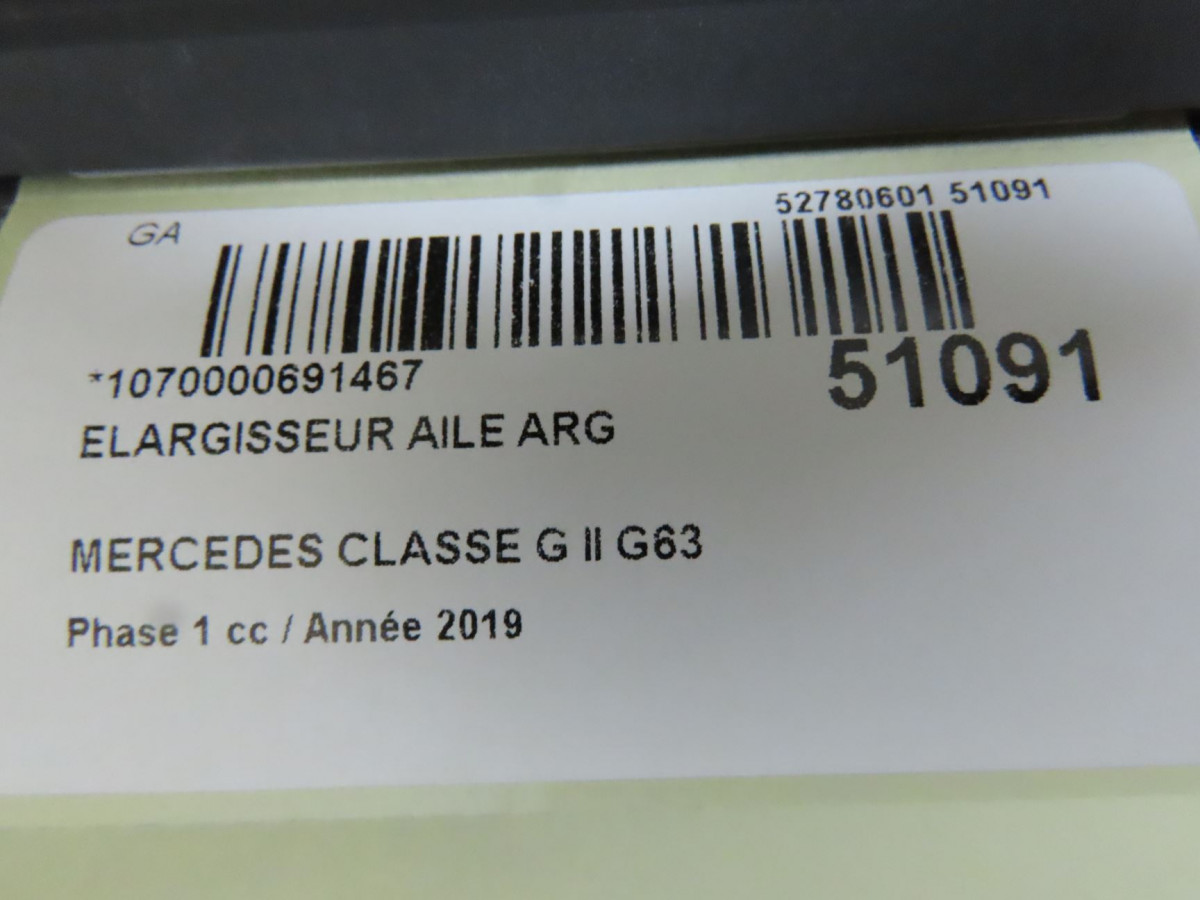 GA
52780601 51091
*1070000691467
51091
ELARGISSEUR AILE ARG
MERCEDES CLASSE G II G63
Phase 1 cc / Année 2019